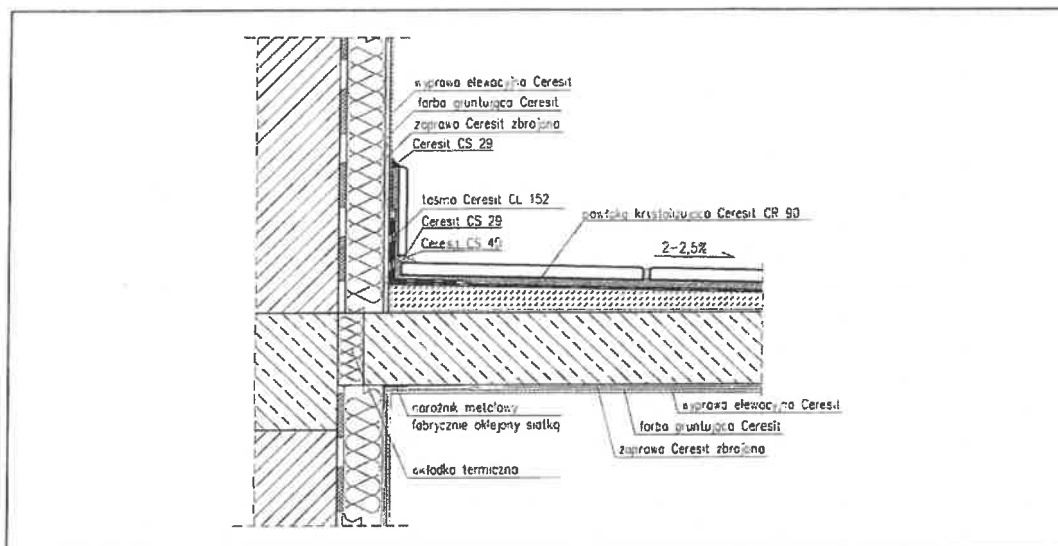 wyprawa elewacyjna Ceresit
farba gruntująca Ceresit
zaprawa Ceresit zbrojona
Ceresit CS 29
taśma Ceresit CL 152
Ceresit CS 29
Ceresit CS 40
powłoka krystalizująca Ceresit CR 90
2-2,5%
narożnik metalowy
fabrycznie oklejony siatką
okładka termiczna
wyprawa elewacyjna Ceresit
farba gruntująca Ceresit
zaprawa Ceresit zbrojona